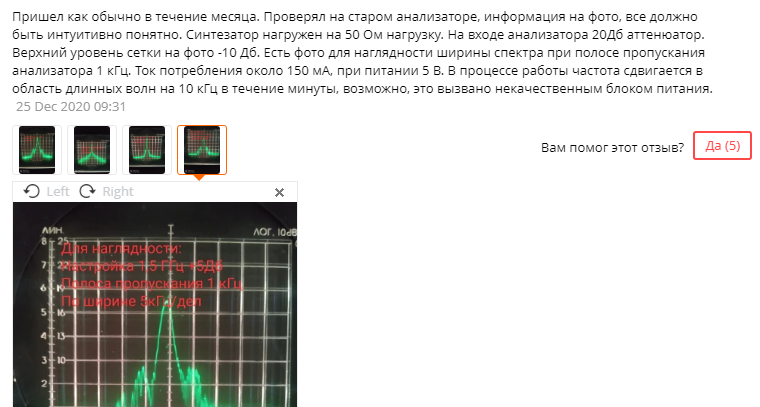 Пришел как обычно в течение месяца. Проверял на старом анализаторе, информация на фото, все должно
быть интуитивно понятно. Синтезатор нагружен на 50 Ом нагрузку. На входе анализатора 20Дб аттенюатор.
Верхний уровень сетки на фото -10 Дб. Есть фото для наглядности ширины спектра при полосе пропускания
анализатора 1 кГц. Ток потребления около 150 мА, при питании 5 В. В процессе работы частота сдвигается в
область длинных волн на 10 кГц в течение минуты, возможно, это вызвано некачественным блоком питания.
25 Dec 2020 09:31
Вам помог этот отзыв? Да (5)
Left Right
ЛИН. ЛОГ. 10дВ
8 25
Для наглядности:
7 22
Настройка 1.5 ГГц +5Дб
6 19
Полоса пропускания 1 кГц
По ширине 5кГц/дел
5 16
4 13
3 10
2